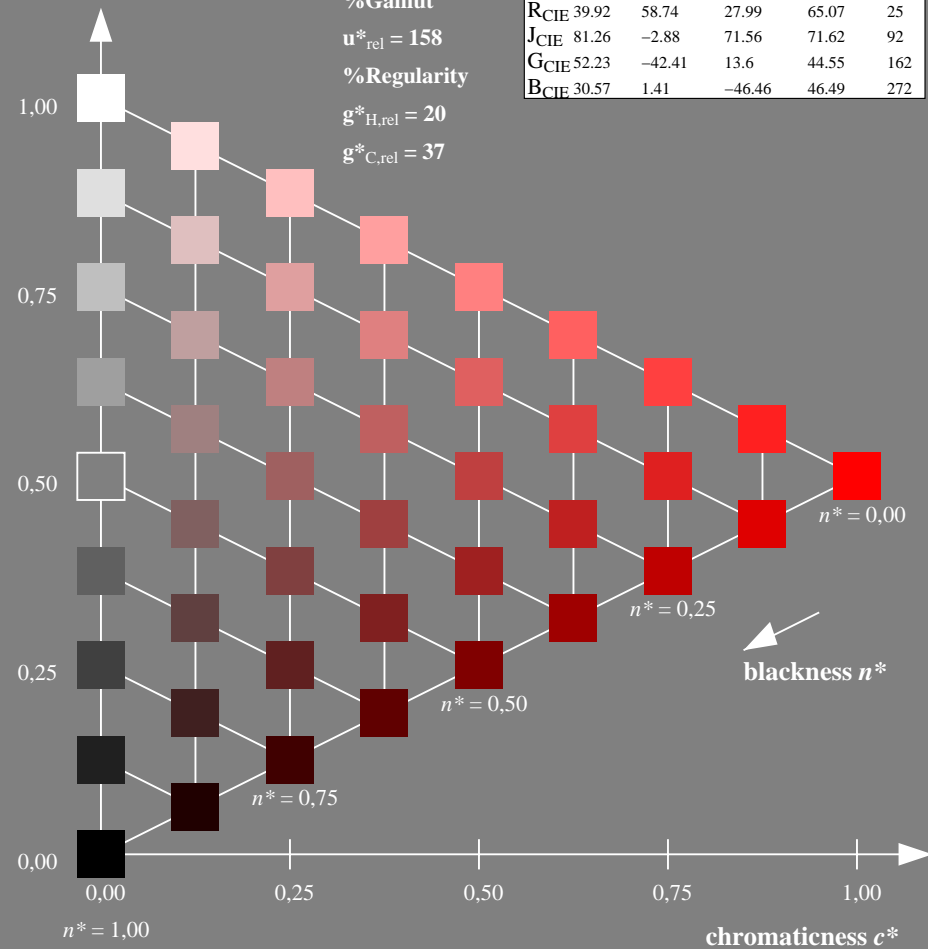 %Gamut
u*rel = 158
%Regularity
g*H,rel = 20
g*C,rel = 37
RCIE 39.92 58.74 27.99 65.07 25
JCIE 81.26 −2.88 71.56 71.62 92
GCIE 52.23 −42.41 13.6 44.55 162
BCIE 30.57 1.41 −46.46 46.49 272
1,00
0,75
0,50
0,25
0,00
n* = 0,00
n* = 0,25
blackness n*
n* = 0,50
n* = 0,75
0,00 0,25 0,50 0,75 1,00
n* = 1,00
chromaticness c*